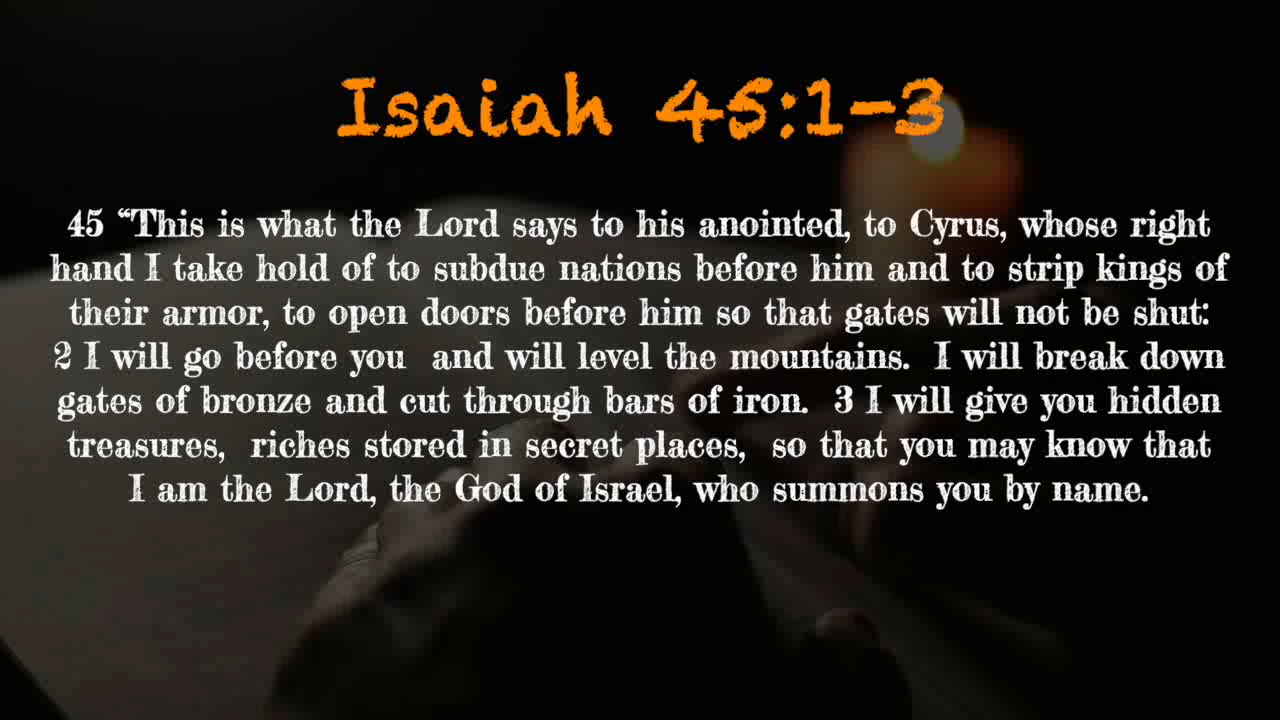 Isaiah 45:1-3
45 “This is what the Lord says to his anointed, to Cyrus, whose right
hand I take hold of to subdue nations before him and to strip kings of
their armor, to open doors before him so that gates will not be shut:
2 I will go before you  and will level the mountains.  I will break down
gates of bronze and cut through bars of iron.  3 I will give you hidden
treasures,  riches stored in secret places,  so that you may know that
I am the Lord, the God of Israel, who summons you by name.